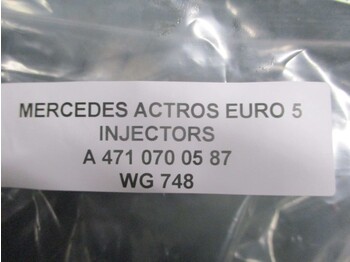 MERCEDES ACTROS EURO 5
INJECTORS
A 471 070 05 87
WG 748